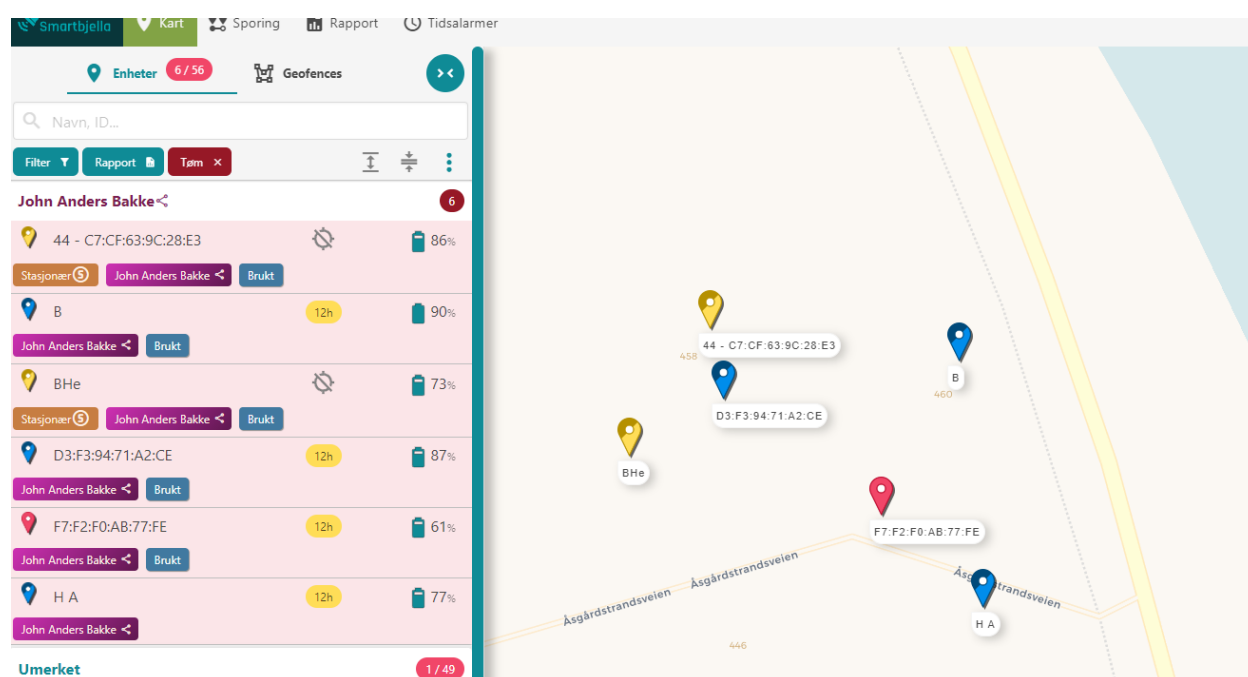 Smartbjella
Kart
Sporing
Rapport
Tidsalarmer
Enheter 6/56
Geofences
Navn, ID...
Filter
Rapport
Tøm ×
John Anders Bakke
6
44 - C7:CF:63:9C:28:E3
86%
Stasjonær S
John Anders Bakke
Brukt
B
12h
90%
John Anders Bakke
Brukt
BHe
73%
Stasjonær S
John Anders Bakke
Brukt
D3:F3:94:71:A2:CE
12h
87%
John Anders Bakke
Brukt
F7:F2:F0:AB:77:FE
12h
61%
John Anders Bakke
Brukt
H A
12h
77%
John Anders Bakke
Umerket
1/49
44 - C7:CF:63:9C:28:E3
458
B
460
D3:F3:94:71:A2:CE
BHe
F7:F2:F0:AB:77:FE
Åsgårdstrandsveien
Åsgårdstrandsveien
H A
446